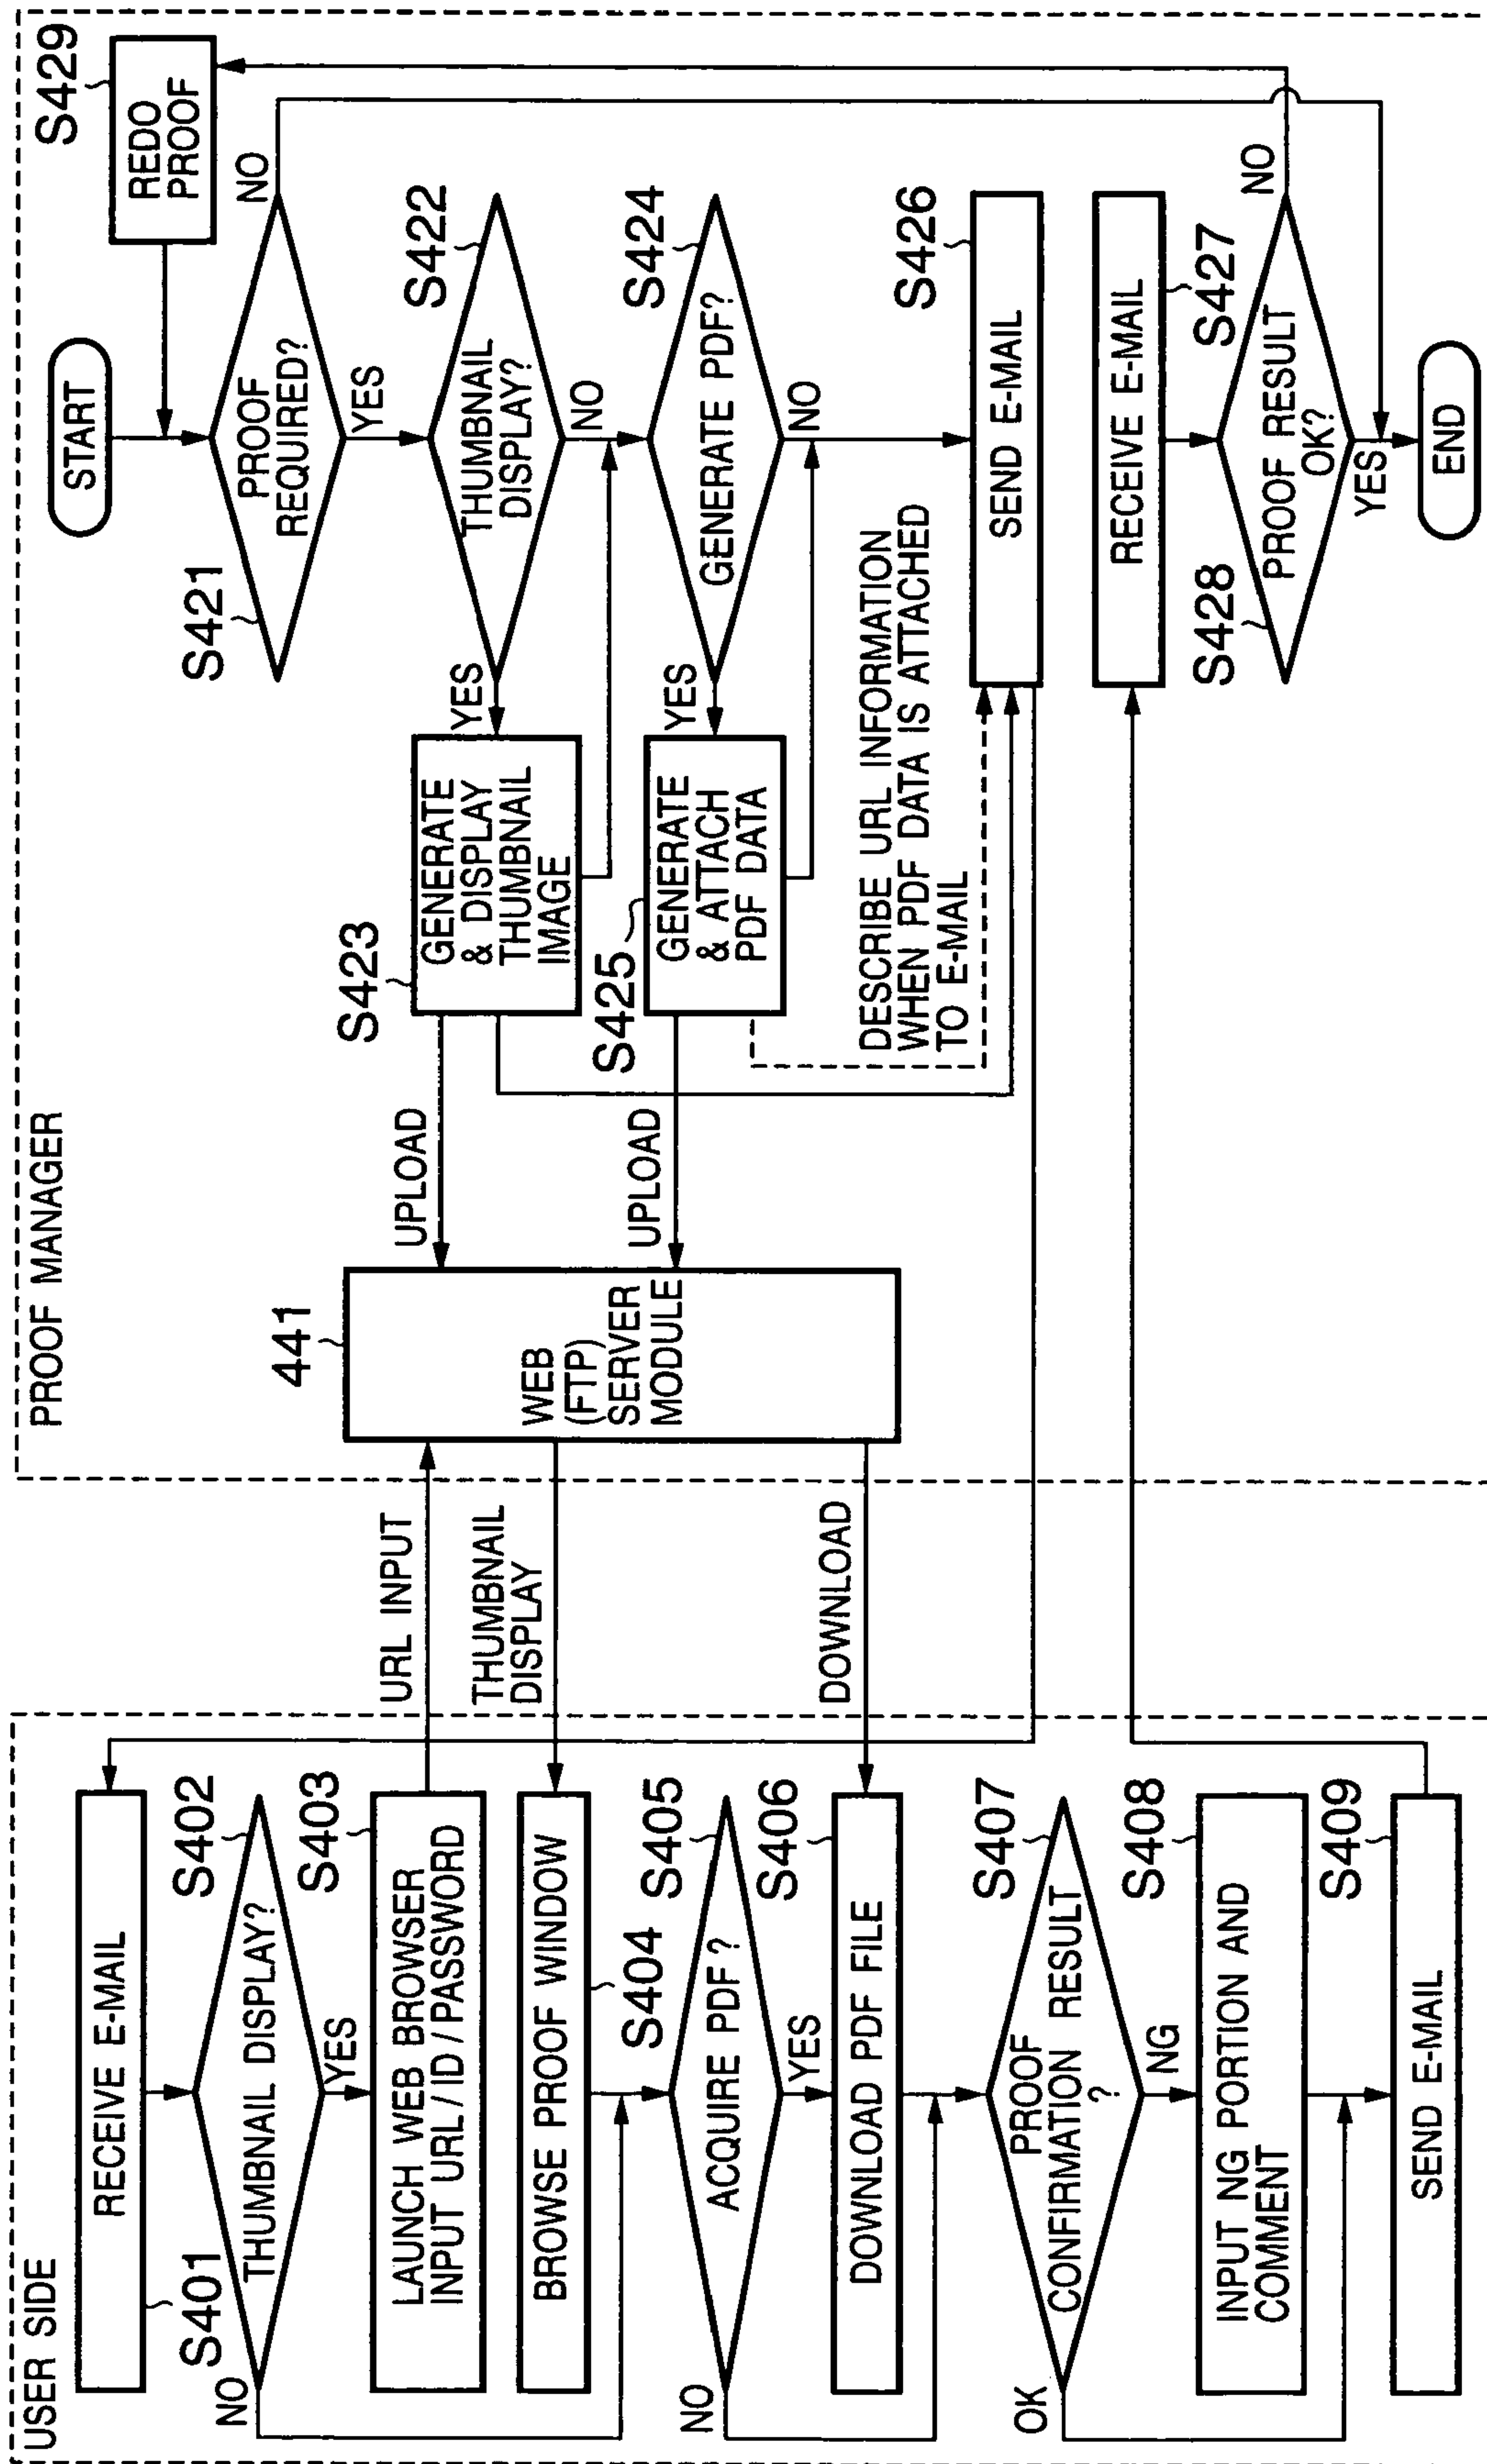 USER SIDE
RECEIVE E-MAIL
S401
THUMBNAIL DISPLAY?
S402
NO
YES
LAUNCH WEB BROWSER
INPUT URL / ID / PASSWORD
S403
BROWSE PROOF WINDOW
S404
ACQUIRE PDF ?
S405
NO
YES
DOWNLOAD PDF FILE
S406
PROOF
CONFIRMATION RESULT
?
S407
OK
NG
INPUT NG PORTION AND
COMMENT
S408
SEND E-MAIL
S409
URL INPUT
THUMBNAIL
DISPLAY
DOWNLOAD
PROOF MANAGER
441
WEB
(FTP)
SERVER
MODULE
UPLOAD
UPLOAD
START
REDO
PROOF
S429
PROOF
REQUIRED?
S421
NO
YES
THUMBNAIL
DISPLAY?
S422
YES
NO
GENERATE
& DISPLAY
THUMBNAIL
IMAGE
S423
GENERATE PDF?
S424
YES
NO
GENERATE
& ATTACH
PDF DATA
S425
DESCRIBE URL INFORMATION
WHEN PDF DATA IS ATTACHED
TO E-MAIL
SEND E-MAIL
S426
RECEIVE E-MAIL
S427
PROOF RESULT
OK?
S428
NO
YES
END